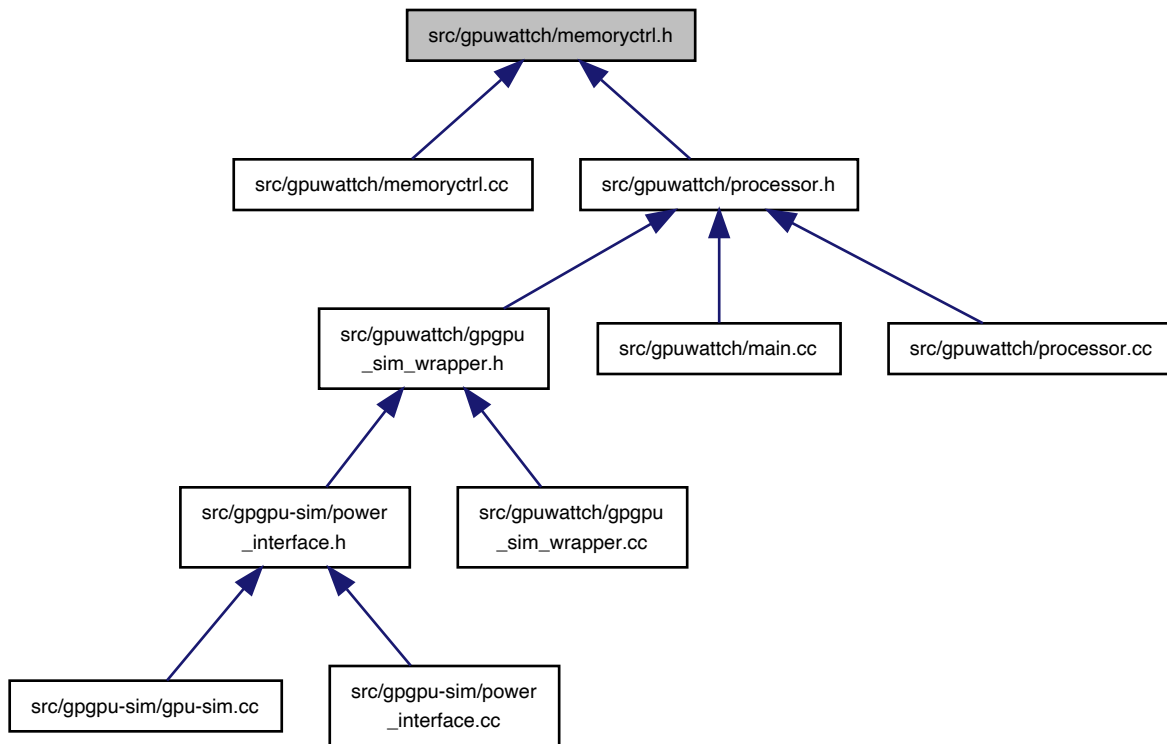 src/gpuwattch/memoryctrl.h
src/gpuwattch/memoryctrl.cc
src/gpuwattch/processor.h
src/gpuwattch/gpgpu
_sim_wrapper.h
src/gpuwattch/main.cc
src/gpuwattch/processor.cc
src/gpgpu-sim/power
_interface.h
src/gpuwattch/gpgpu
_sim_wrapper.cc
src/gpgpu-sim/gpu-sim.cc
src/gpgpu-sim/power
_interface.cc